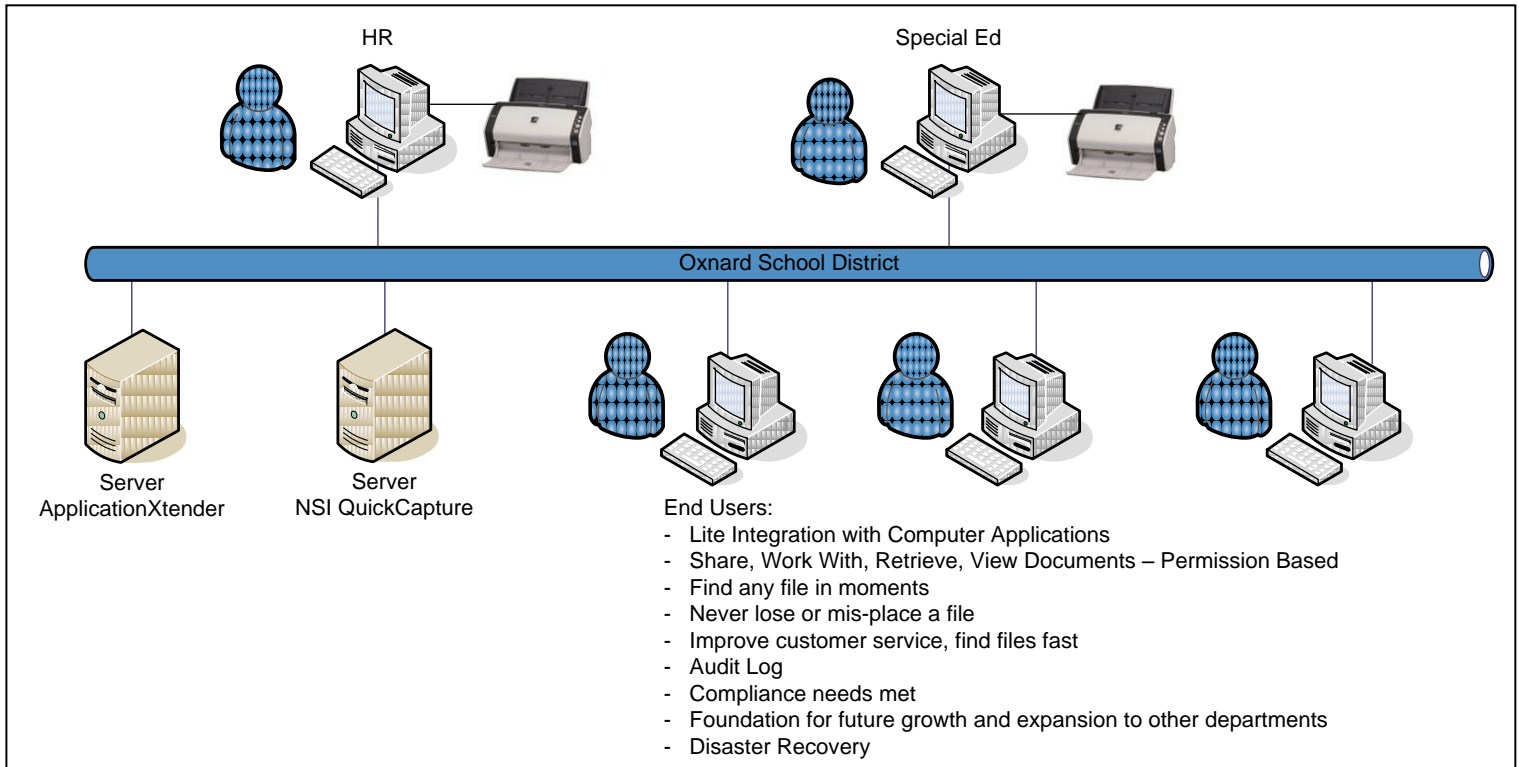 HR
Special Ed
Oxnard School District
Server
ApplicationXtender
Server
NSI QuickCapture
End Users:
- Lite Integration with Computer Applications
- Share, Work With, Retrieve, View Documents – Permission Based
- Find any file in moments
- Never lose or mis-place a file
- Improve customer service, find files fast
- Audit Log
- Compliance needs met
- Foundation for future growth and expansion to other departments
- Disaster Recovery